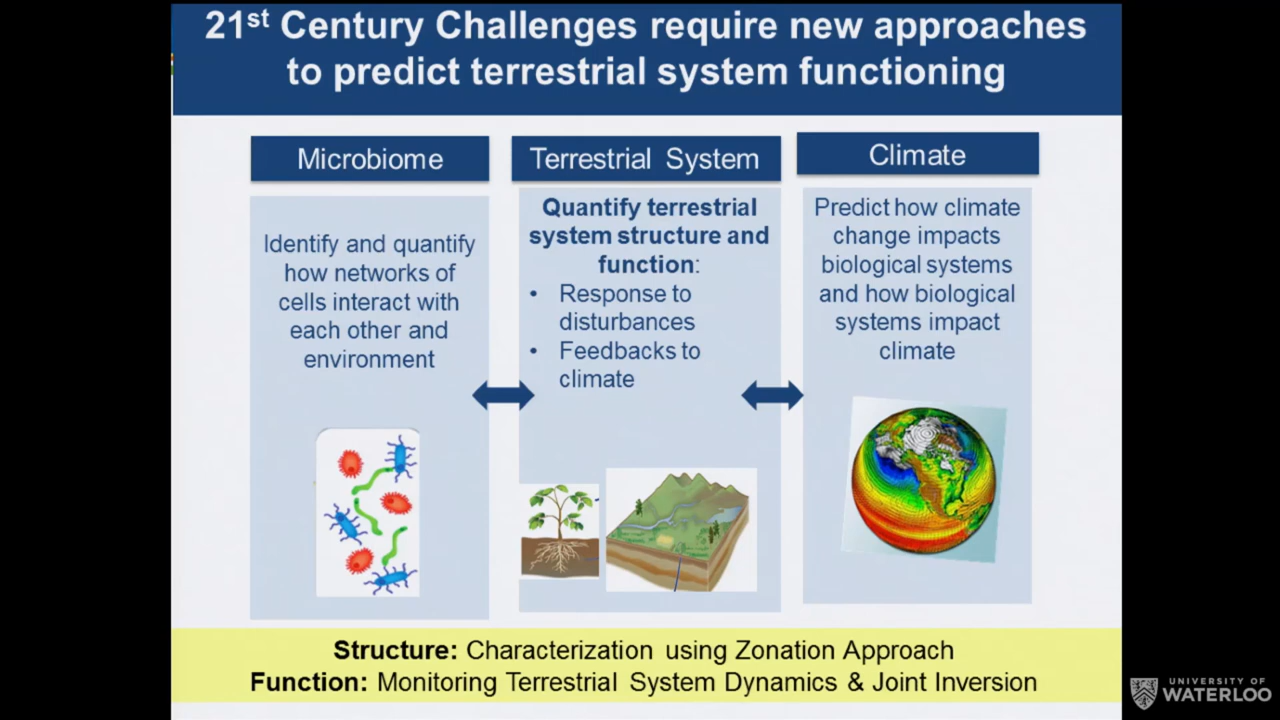 21st Century Challenges require new approaches
to predict terrestrial system functioning
Microbiome
Identify and quantify
how networks of
cells interact with
each other and
environment
Terrestrial System
Quantify terrestrial
system structure and
function:
• Response to
disturbances
• Feedbacks to
climate
Climate
Predict how climate
change impacts
biological systems
and how biological
systems impact
climate
Structure: Characterization using Zonation Approach
Function: Monitoring Terrestrial System Dynamics & Joint Inversion
UNIVERSITY OF
WATERLOO